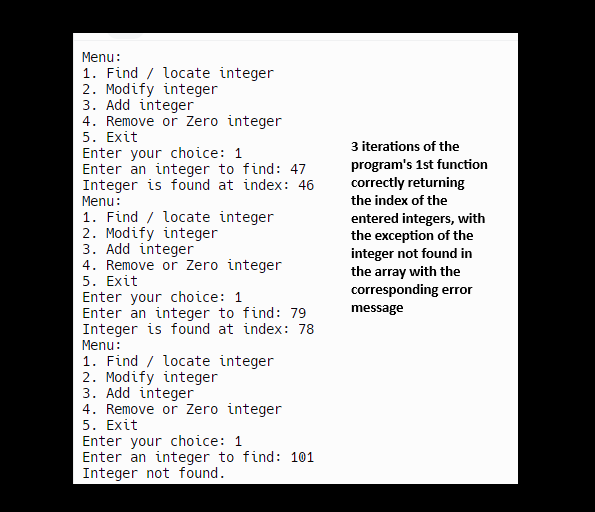 Menu:
1. Find / locate integer
2. Modify integer
3. Add integer
4. Remove or Zero integer
5. Exit
Enter your choice: 1
Enter an integer to find: 47
Integer is found at index: 46
Menu:
1. Find / locate integer
2. Modify integer
3. Add integer
4. Remove or Zero integer
5. Exit
Enter your choice: 1
Enter an integer to find: 79
Integer is found at index: 78
Menu:
1. Find / locate integer
2. Modify integer
3. Add integer
4. Remove or Zero integer
5. Exit
Enter your choice: 1
Enter an integer to find: 101
Integer not found.
3 iterations of the
program's 1st function
correctly returning
the index of the
entered integers, with
the exception of the
integer not found in
the array with the
corresponding error
message